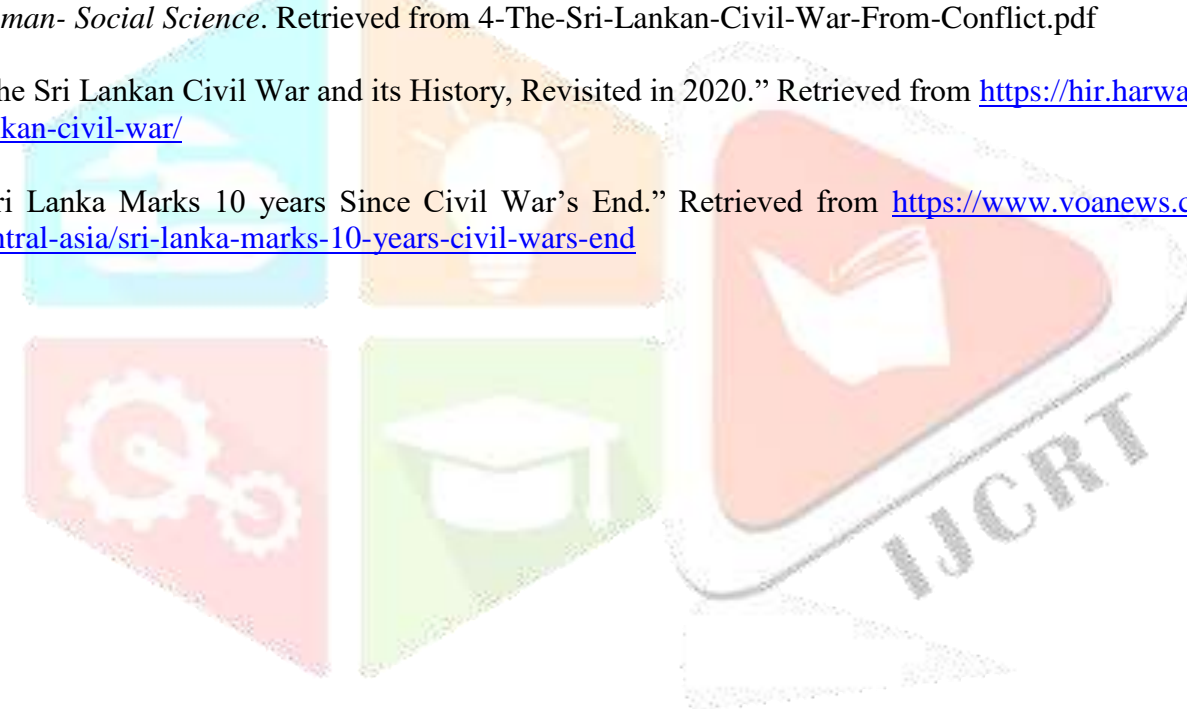 man- Social Science. Retrieved from 4-The-Sri-Lankan-Civil-War-From-Conflict.pdf
he Sri Lankan Civil War and its History, Revisited in 2020.” Retrieved from https://hir.harwa
kan-civil-war/
ri Lanka Marks 10 years Since Civil War’s End.” Retrieved from https://www.voanews.c
ntral-asia/sri-lanka-marks-10-years-civil-wars-end
IJCRT